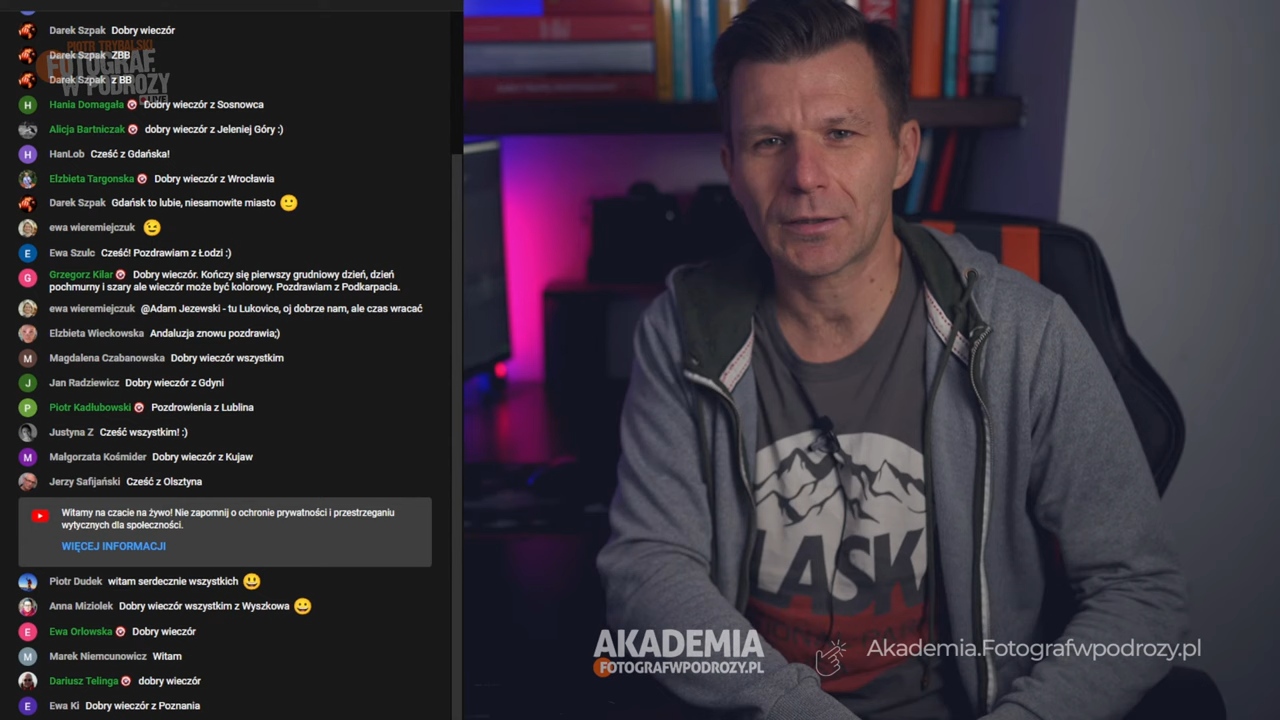 Darek Szpak Dobry wieczór
PIOTR TRYBALSKI
FOTOGRAF
W PODRÓŻY
LIVE
Darek Szpak ZBB
Darek Szpak z BB
H Hania Domagała Dobry wieczór z Sosnowca
Alicja Bartniczak dobry wieczór z Jeleniej Góry :)
H HanLob Cześć z Gdańska!
Elzbieta Targonska Dobry wieczór z Wrocławia
Darek Szpak Gdańsk to lubie, niesamowite miasto 🙂
ewa wieremiejczuk 😉
E Ewa Szulc Cześć! Pozdrawiam z Łodzi :)
G Grzegorz Kilar Dobry wieczór. Kończy się pierwszy grudniowy dzień, dzień
pochmurny i szary ale wieczór może być kolorowy. Pozdrawiam z Podkarpacia.
ewa wieremiejczuk @Adam Jezewski - tu Lukovice, oj dobrze nam, ale czas wracać
Elzbieta Wieckowska Andaluzja znowu pozdrawia;)
M Magdalena Czabanowska Dobry wieczór wszystkim
J Jan Radziewicz Dobry wieczór z Gdyni
P Piotr Kadłubowski Pozdrowienia z Lublina
Justyna Z Cześć wszystkim! :)
M Małgorzata Kośmider Dobry wieczór z Kujaw
Jerzy Safijański Cześć z Olsztyna
Witamy na czacie na żywo! Nie zapomnij o ochronie prywatności i przestrzeganiu
wytycznych dla społeczności.
WIĘCEJ INFORMACJI
Piotr Dudek witam serdecznie wszystkich 😀
Anna Miziolek Dobry wieczór wszystkim z Wyszkowa 😀
E Ewa Orłowska Dobry wieczór
M Marek Niemcunowicz Witam
Dariusz Telinga dobry wieczór
E Ewa Ki Dobry wieczór z Poznania
LASK
AKADEMIA
FOTOGRAFWPODROZY.PL
Akademia.Fotografwpodrozy.pl